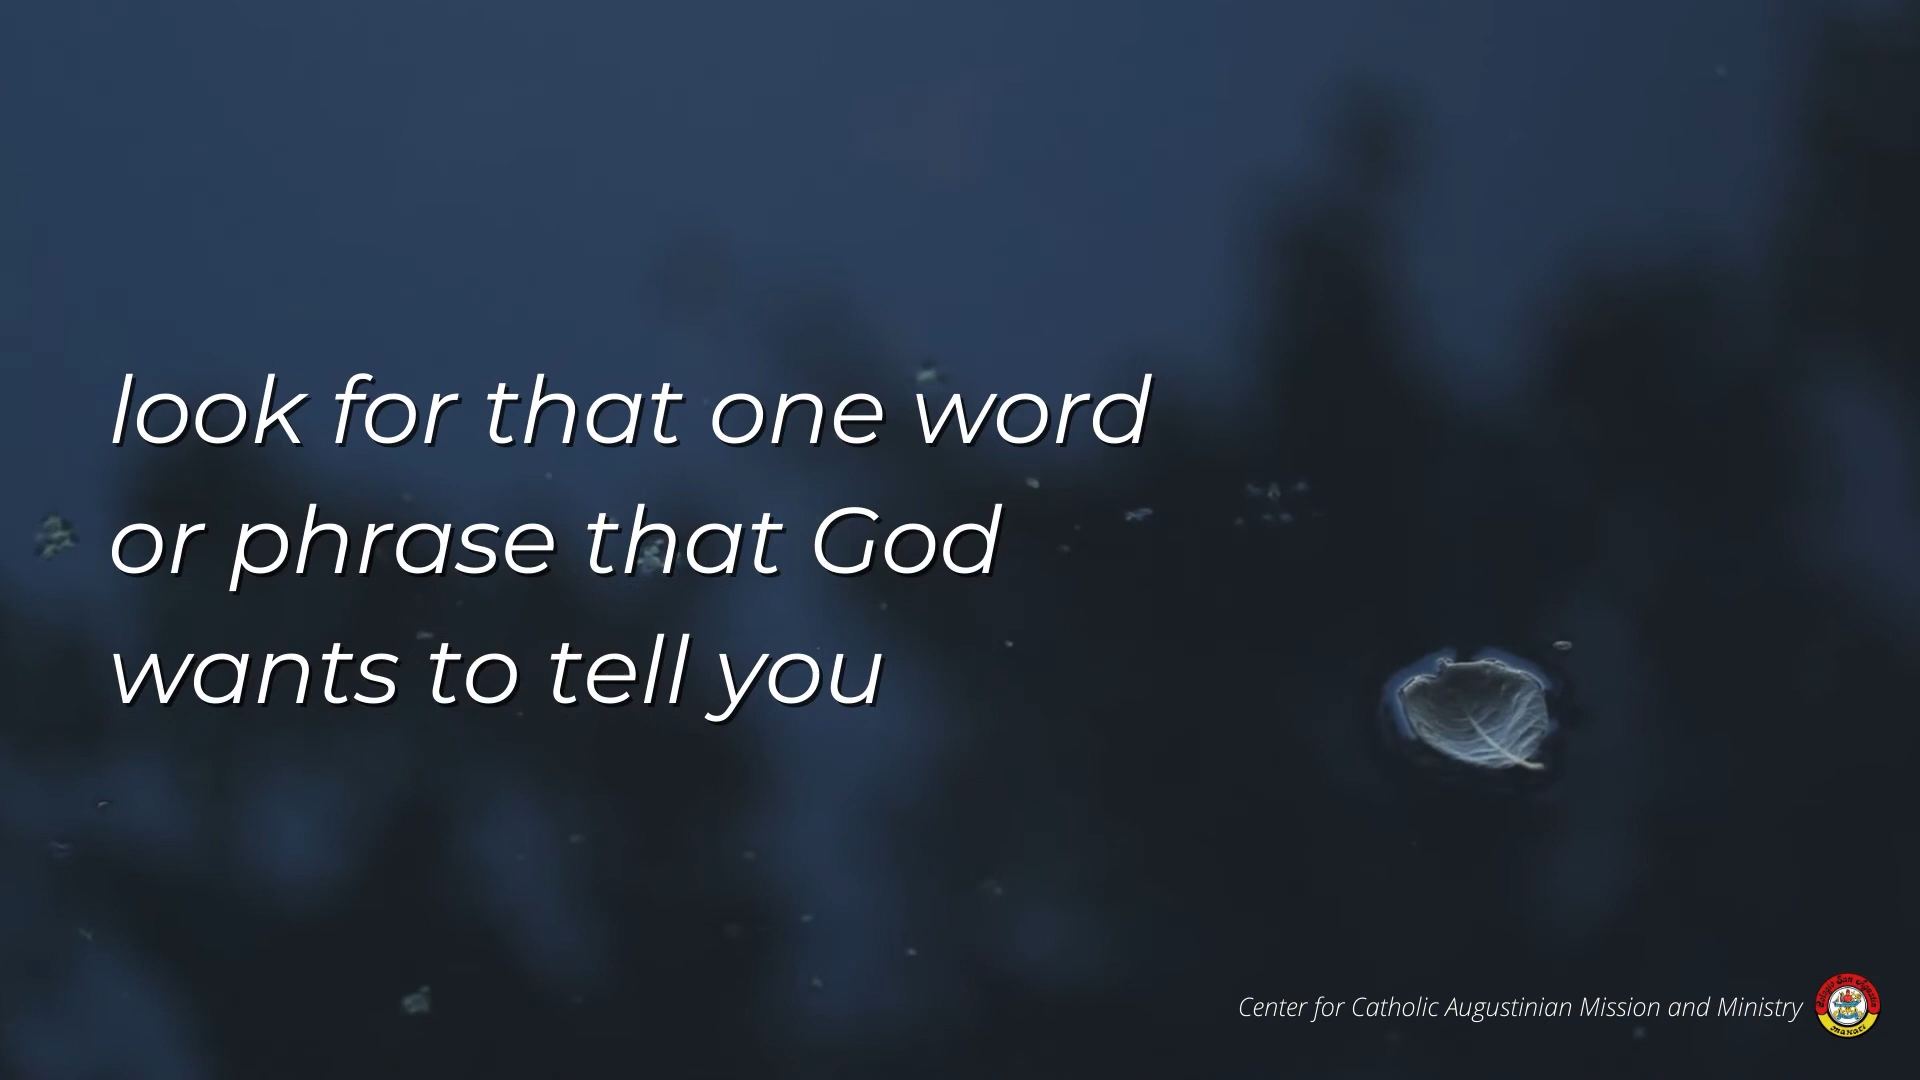 look for that one word
or phrase that God
wants to tell you
Center for Catholic Augustinian Mission and Ministry